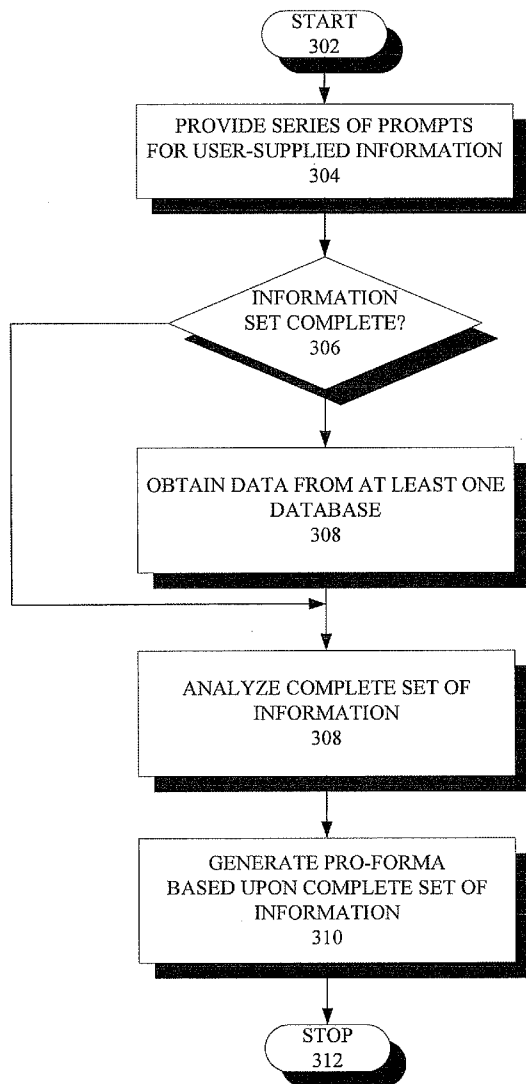 START
302
PROVIDE SERIES OF PROMPTS
FOR USER-SUPPLIED INFORMATION
304
INFORMATION
SET COMPLETE?
306
OBTAIN DATA FROM AT LEAST ONE
DATABASE
308
ANALYZE COMPLETE SET OF
INFORMATION
308
GENERATE PRO-FORMA
BASED UPON COMPLETE SET OF
INFORMATION
310
STOP
312